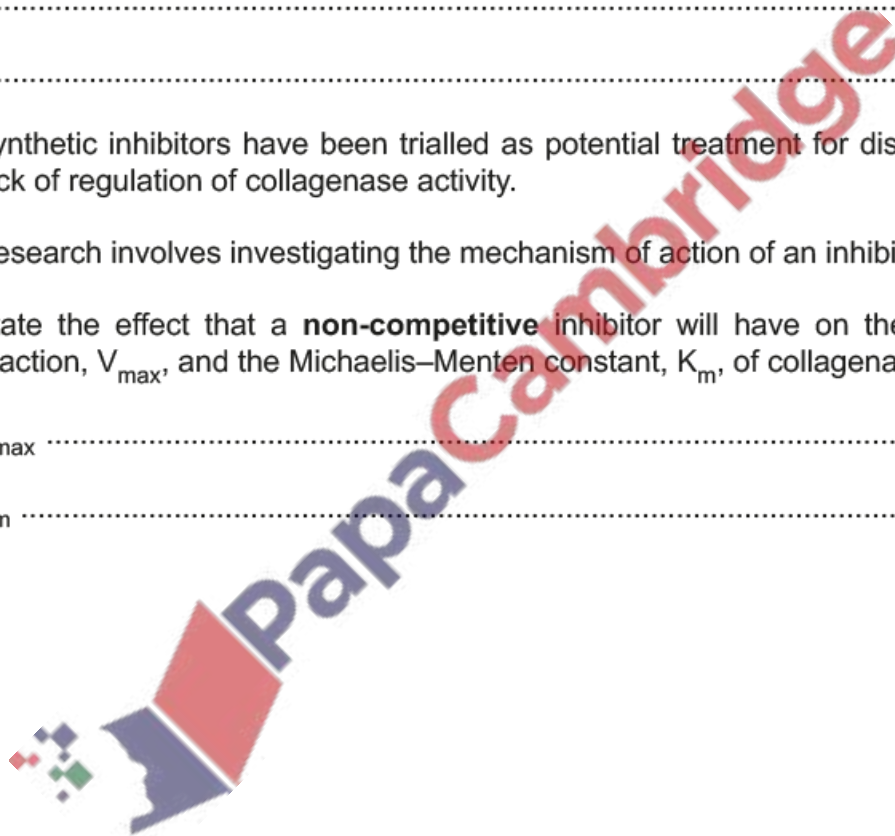 ynthetic inhibitors have been trialled as potential treatment for dis
ck of regulation of collagenase activity.
esearch involves investigating the mechanism of action of an inhibi
ate the effect that a non-competitive inhibitor will have on the
action, Vmax, and the Michaelis–Menten constant, Km, of collagena
max
m
PapaCambridge